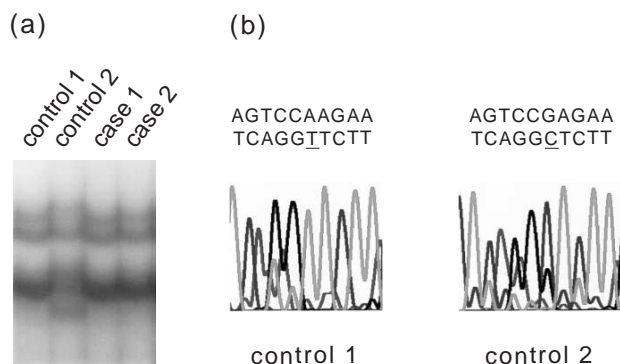 (a)
(b)
control 1
control 2
case 1
case 2
AGTCCAAGAA
TCAGGTTCTT
AGTCCGAGAA
TCAGGCTCTT
control 1
control 2